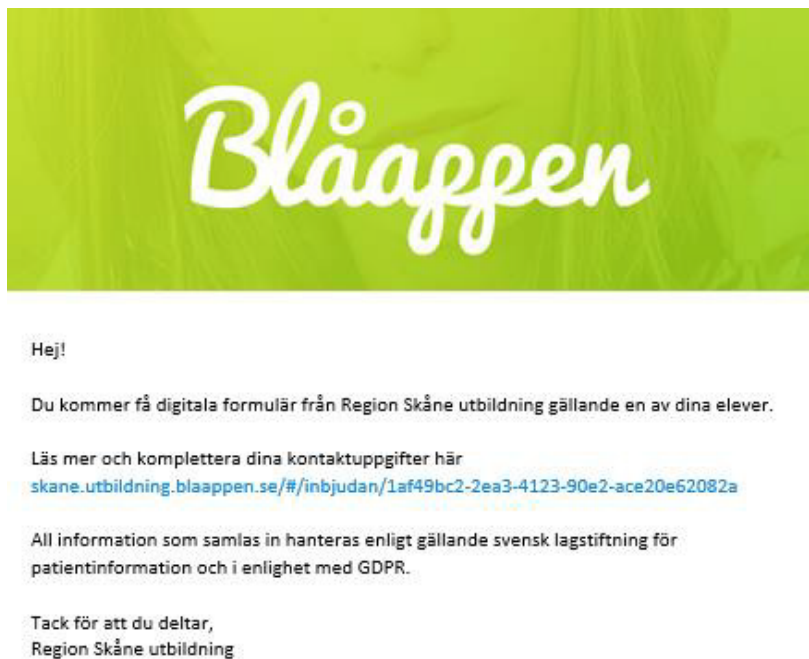 Blåappen
Hej!
Du kommer få digitala formulär från Region Skåne utbildning gällande en av dina elever.
Läs mer och komplettera dina kontaktuppgifter här
skane.utbildning.blaappen.se/#/inbjudan/1af49bc2-2ea3-4123-90e2-ace20e62082a
All information som samlas in hanteras enligt gällande svensk lagstiftning för
patientinformation och i enlighet med GDPR.
Tack för att du deltar,
Region Skåne utbildning